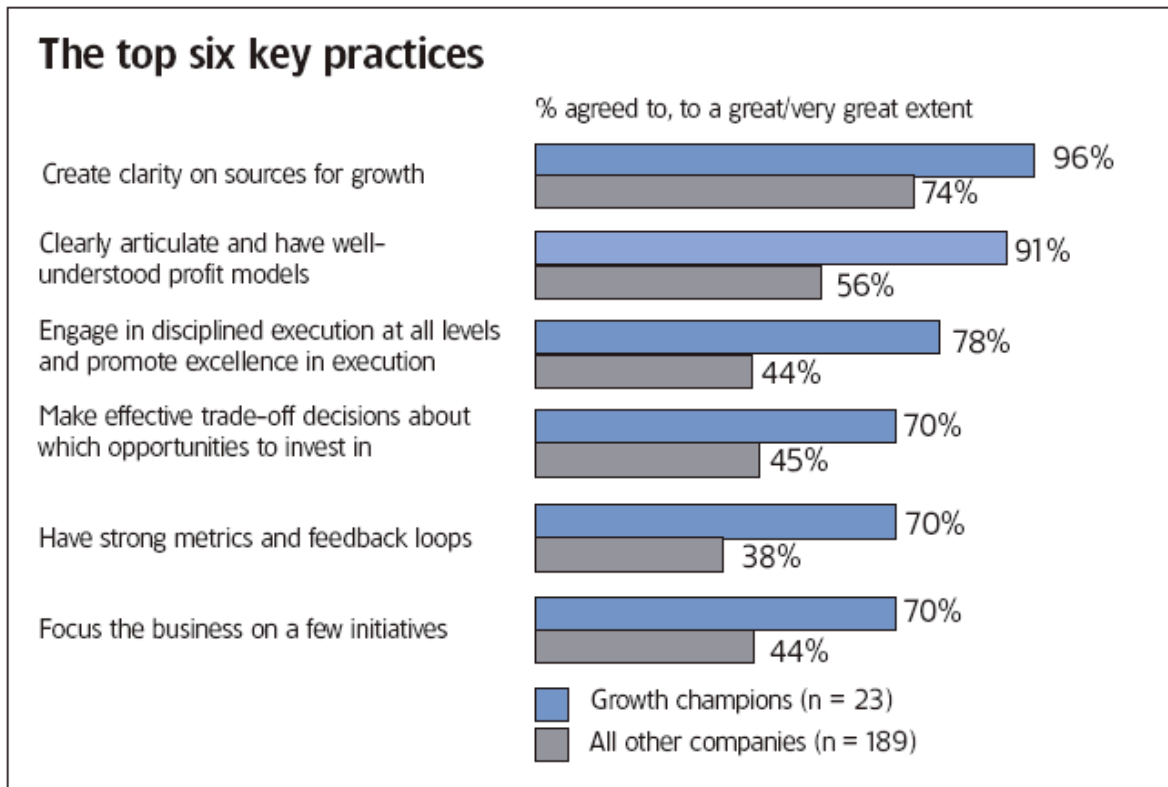 The top six key practices
% agreed to, to a great/very great extent
Create clarity on sources for growth
96%
74%
Clearly articulate and have well-
understood profit models
91%
56%
Engage in disciplined execution at all levels
and promote excellence in execution
78%
44%
Make effective trade-off decisions about
which opportunities to invest in
70%
45%
Have strong metrics and feedback loops
70%
38%
Focus the business on a few initiatives
70%
44%
Growth champions (n = 23)
All other companies (n = 189)